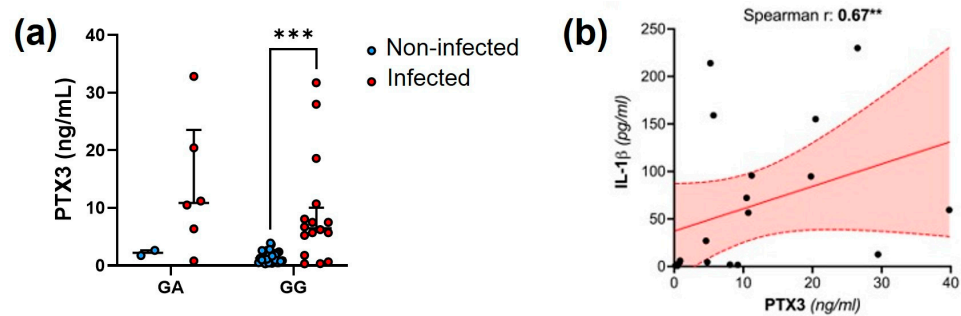 (a)
***
Non-infected
Infected
PTX3 (ng/mL)
40
30
20
10
0
GA
GG
(b)
Spearman r: 0.67**
IL-1β (pg/ml)
250
200
150
100
50
0
0
10
20
30
40
PTX3 (ng/ml)